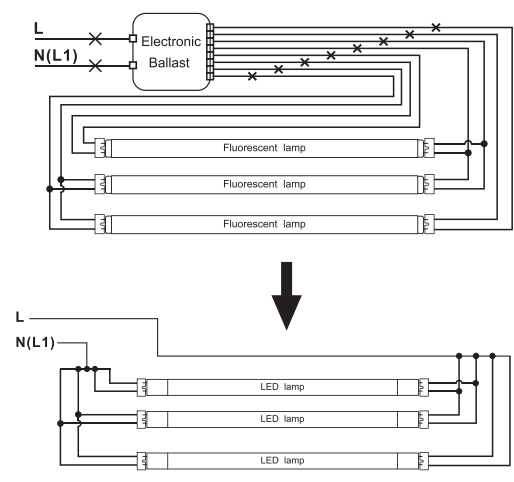 L
Electronic
N(L1)
Ballast
Fluorescent lamp
Fluorescent lamp
Fluorescent lamp
L
N(L1)
LED lamp
LED lamp
LED lamp